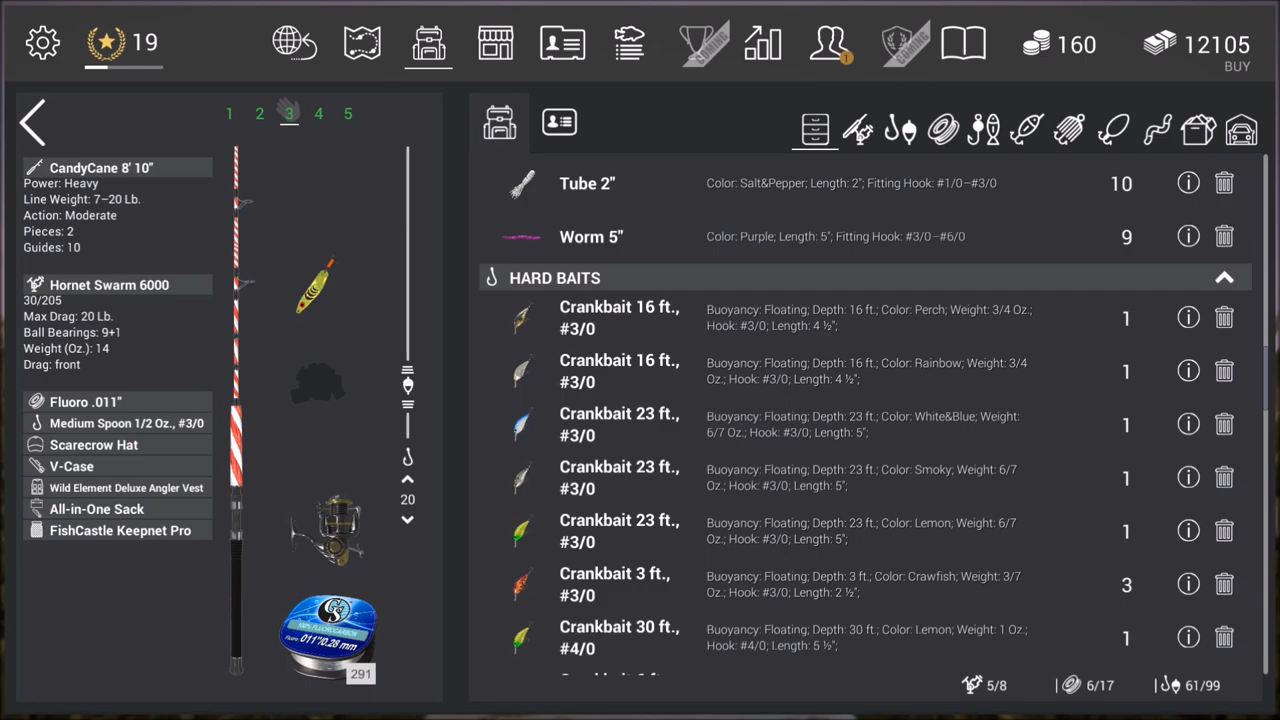 19
COMING
1
COMING
160
12105
BUY
1 2 3 4 5
CandyCane 8' 10"
Power: Heavy
Line Weight: 7–20 Lb.
Action: Moderate
Pieces: 2
Guides: 10
Hornet Swarm 6000
30/205
Max Drag: 20 Lb.
Ball Bearings: 9+1
Weight (Oz.): 14
Drag: front
Fluoro .011"
Medium Spoon 1/2 Oz., #3/0
Scarecrow Hat
V-Case
Wild Element Deluxe Angler Vest
All-in-One Sack
FishCastle Keepnet Pro
20
100% FLUOROCARBON
Fluoro .011"/0.28 mm
291
Tube 2"
Color: Salt&Pepper; Length: 2"; Fitting Hook: #1/0–#3/0
10
Worm 5"
Color: Purple; Length: 5"; Fitting Hook: #3/0–#6/0
9
HARD BAITS
Crankbait 16 ft.,
#3/0
Buoyancy: Floating; Depth: 16 ft.; Color: Perch; Weight: 3/4 Oz.;
Hook: #3/0; Length: 4 ½";
1
Crankbait 16 ft.,
#3/0
Buoyancy: Floating; Depth: 16 ft.; Color: Rainbow; Weight: 3/4
Oz.; Hook: #3/0; Length: 4 ½";
1
Crankbait 23 ft.,
#3/0
Buoyancy: Floating; Depth: 23 ft.; Color: White&Blue; Weight:
6/7 Oz.; Hook: #3/0; Length: 5";
1
Crankbait 23 ft.,
#3/0
Buoyancy: Floating; Depth: 23 ft.; Color: Smoky; Weight: 6/7
Oz.; Hook: #3/0; Length: 5";
1
Crankbait 23 ft.,
#3/0
Buoyancy: Floating; Depth: 23 ft.; Color: Lemon; Weight: 6/7
Oz.; Hook: #3/0; Length: 5";
1
Crankbait 3 ft.,
#3/0
Buoyancy: Floating; Depth: 3 ft.; Color: Crawfish; Weight: 3/7
Oz.; Hook: #3/0; Length: 2 ½";
3
Crankbait 30 ft.,
#4/0
Buoyancy: Floating; Depth: 30 ft.; Color: Lemon; Weight: 1 Oz.;
Hook: #4/0; Length: 5 ½";
1
5/8 6/17 61/99